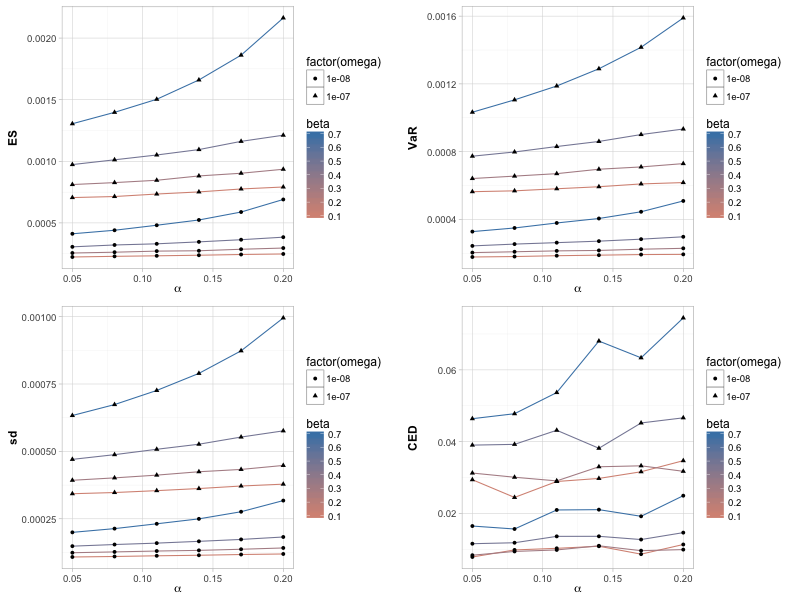 ES
0.0020
0.0015
0.0010
0.0005
0.05
0.10
0.15
0.20
α
factor(omega)
1e-08
1e-07
beta
0.7
0.6
0.5
0.4
0.3
0.2
0.1
VaR
0.0016
0.0012
0.0008
0.0004
0.05
0.10
0.15
0.20
α
factor(omega)
1e-08
1e-07
beta
0.7
0.6
0.5
0.4
0.3
0.2
0.1
sd
0.00100
0.00075
0.00050
0.00025
0.05
0.10
0.15
0.20
α
factor(omega)
1e-08
1e-07
beta
0.7
0.6
0.5
0.4
0.3
0.2
0.1
CED
0.06
0.04
0.02
0.05
0.10
0.15
0.20
α
factor(omega)
1e-08
1e-07
beta
0.7
0.6
0.5
0.4
0.3
0.2
0.1